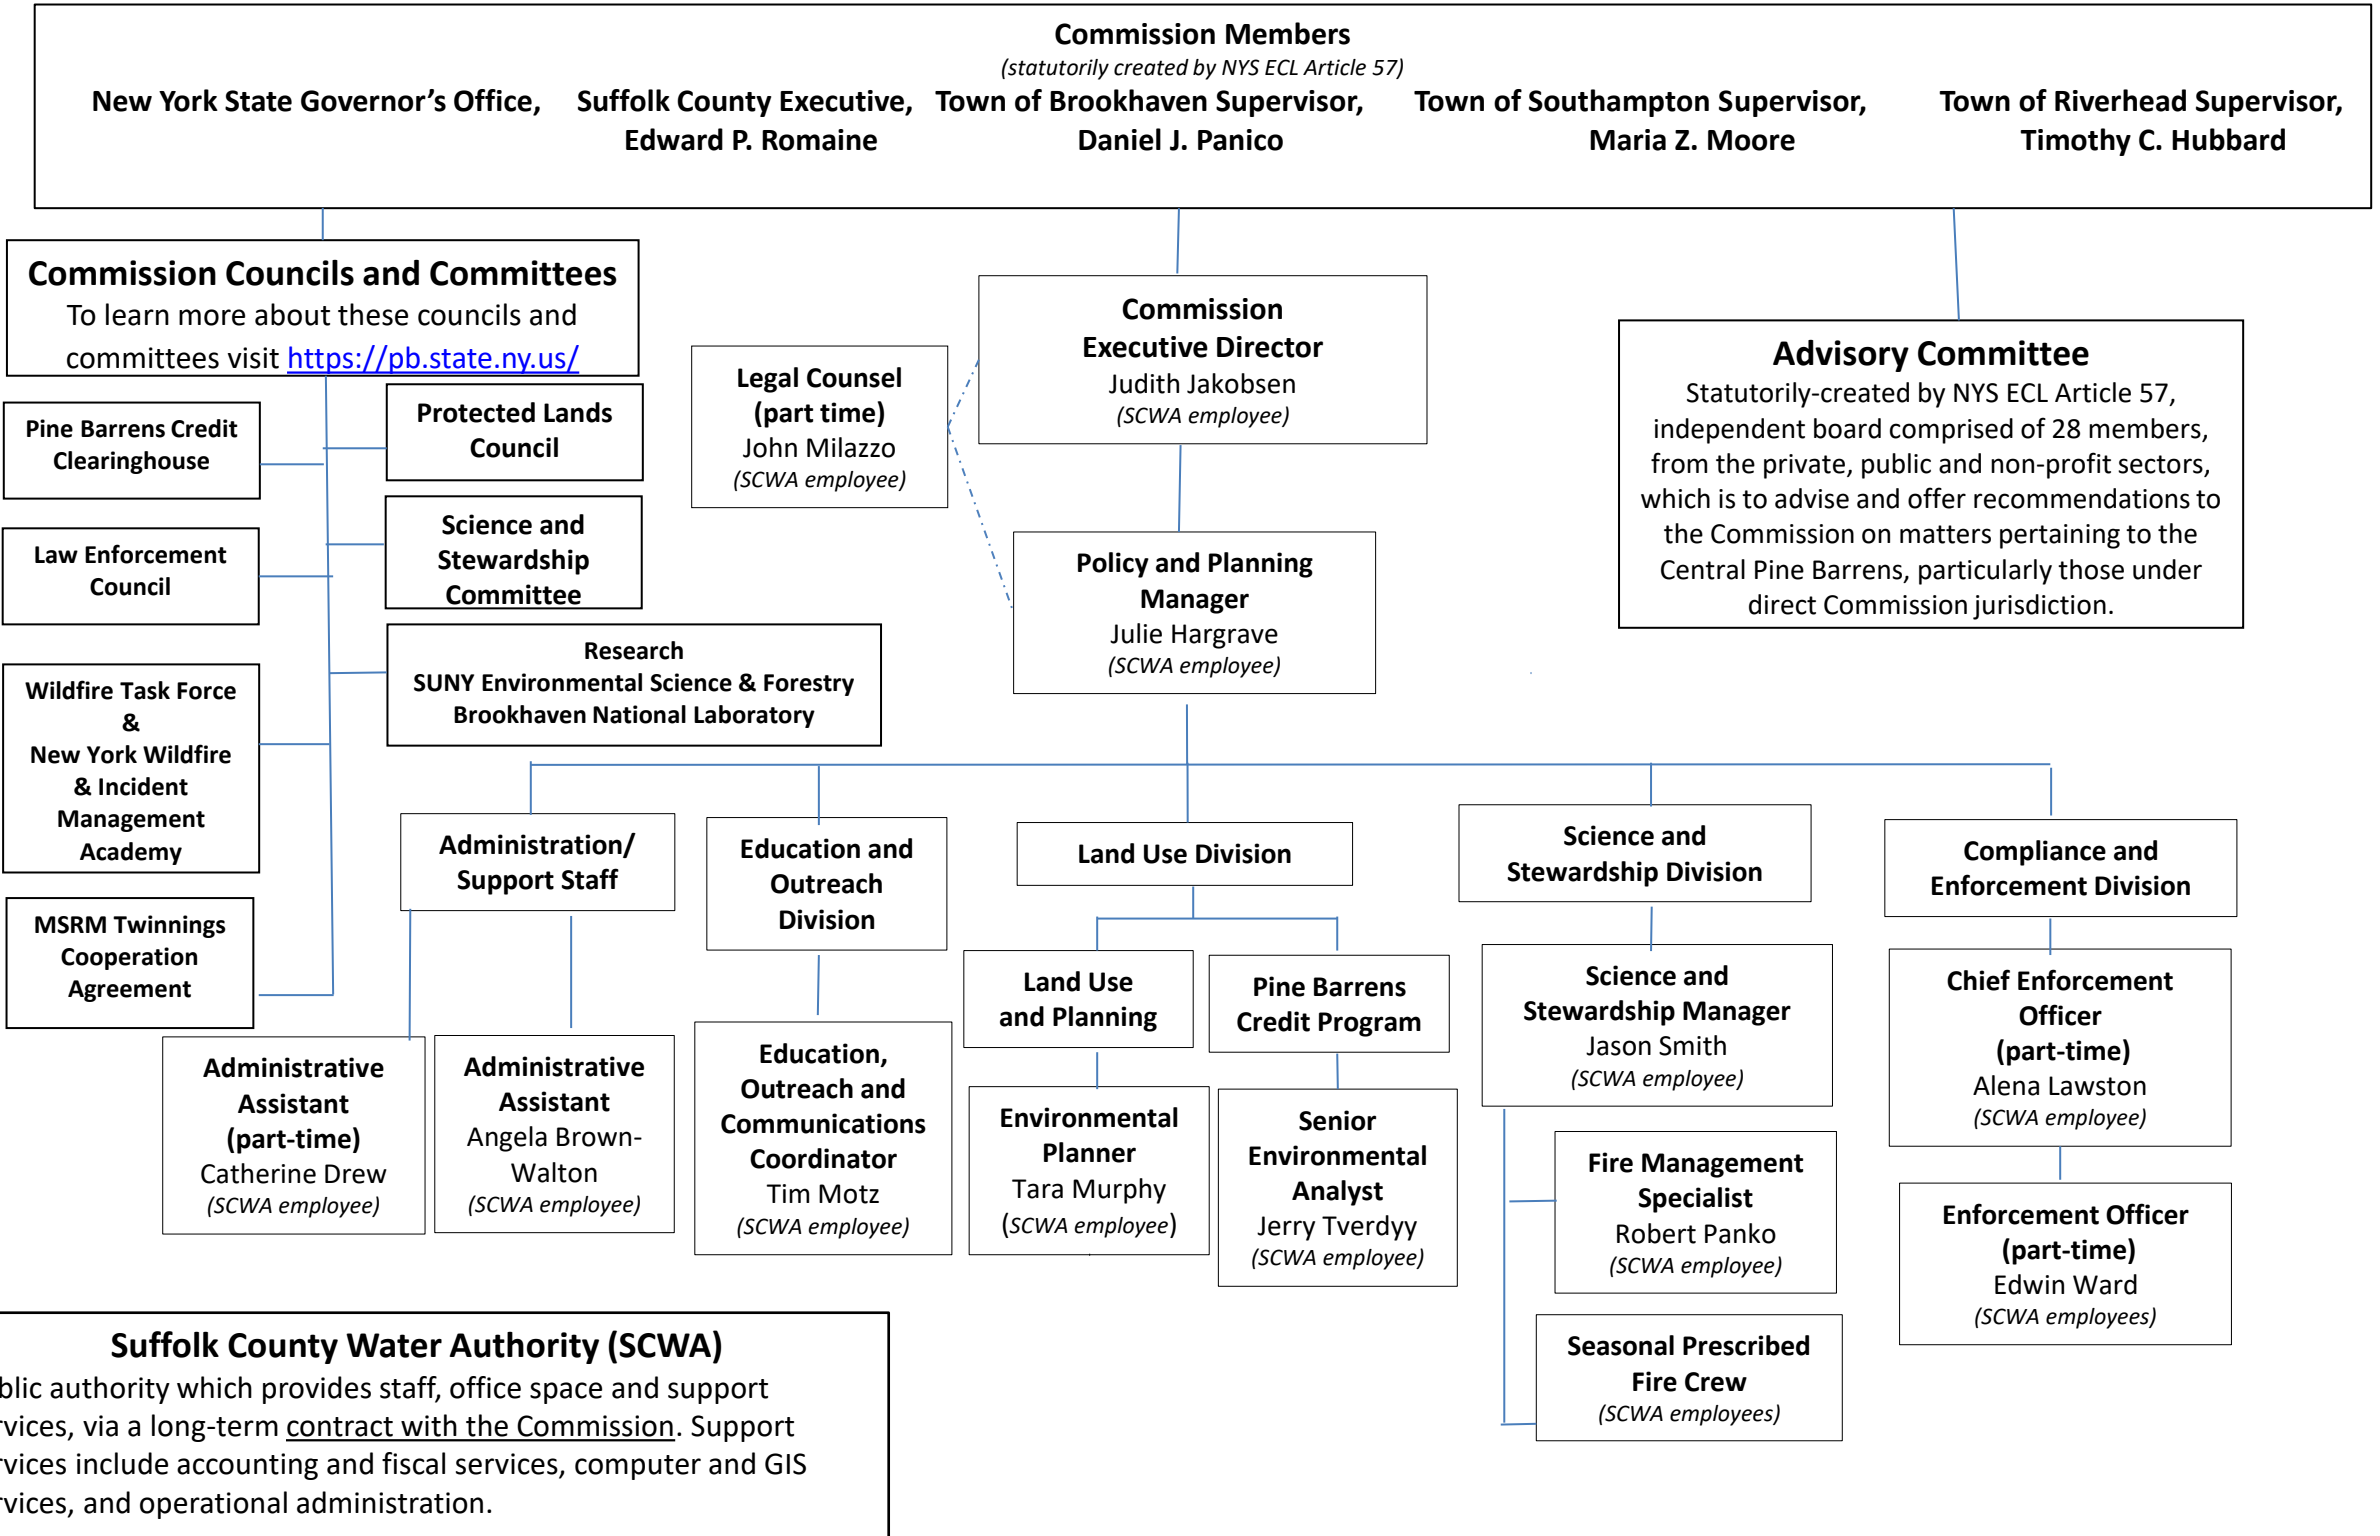 Commission Members
(statutorily created by NYS ECL Article 57)
New York State Governor’s Office,
Suffolk County Executive,
Edward P. Romaine
Town of Brookhaven Supervisor,
Daniel J. Panico
Town of Southampton Supervisor,
Maria Z. Moore
Town of Riverhead Supervisor,
Timothy C. Hubbard
Commission Councils and Committees
To learn more about these councils and
committees visit https://pb.state.ny.us/
Pine Barrens Credit
Clearinghouse
Protected Lands
Council
Law Enforcement
Council
Science and
Stewardship
Committee
Research
SUNY Environmental Science & Forestry
Brookhaven National Laboratory
Wildfire Task Force
&
New York Wildfire
& Incident
Management
Academy
MSRM Twinnings
Cooperation
Agreement
Legal Counsel
(part time)
John Milazzo
(SCWA employee)
Commission
Executive Director
Judith Jakobsen
(SCWA employee)
Policy and Planning
Manager
Julie Hargrave
(SCWA employee)
Advisory Committee
Statutorily-created by NYS ECL Article 57,
independent board comprised of 28 members,
from the private, public and non-profit sectors,
which is to advise and offer recommendations to
the Commission on matters pertaining to the
Central Pine Barrens, particularly those under
direct Commission jurisdiction.
Administration/
Support Staff
Education and
Outreach
Division
Land Use Division
Science and
Stewardship Division
Compliance and
Enforcement Division
Administrative
Assistant
(part-time)
Catherine Drew
(SCWA employee)
Administrative
Assistant
Angela Brown-
Walton
(SCWA employee)
Education,
Outreach and
Communications
Coordinator
Tim Motz
(SCWA employee)
Land Use
and Planning
Environmental
Planner
Tara Murphy
(SCWA employee)
Pine Barrens
Credit Program
Senior
Environmental
Analyst
Jerry Tverdyy
(SCWA employee)
Science and
Stewardship Manager
Jason Smith
(SCWA employee)
Fire Management
Specialist
Robert Panko
(SCWA employee)
Seasonal Prescribed
Fire Crew
(SCWA employees)
Chief Enforcement
Officer
(part-time)
Alena Lawston
(SCWA employee)
Enforcement Officer
(part-time)
Edwin Ward
(SCWA employees)
Suffolk County Water Authority (SCWA)
blic authority which provides staff, office space and support
rvices, via a long-term contract with the Commission. Support
rvices include accounting and fiscal services, computer and GIS
rvices, and operational administration.